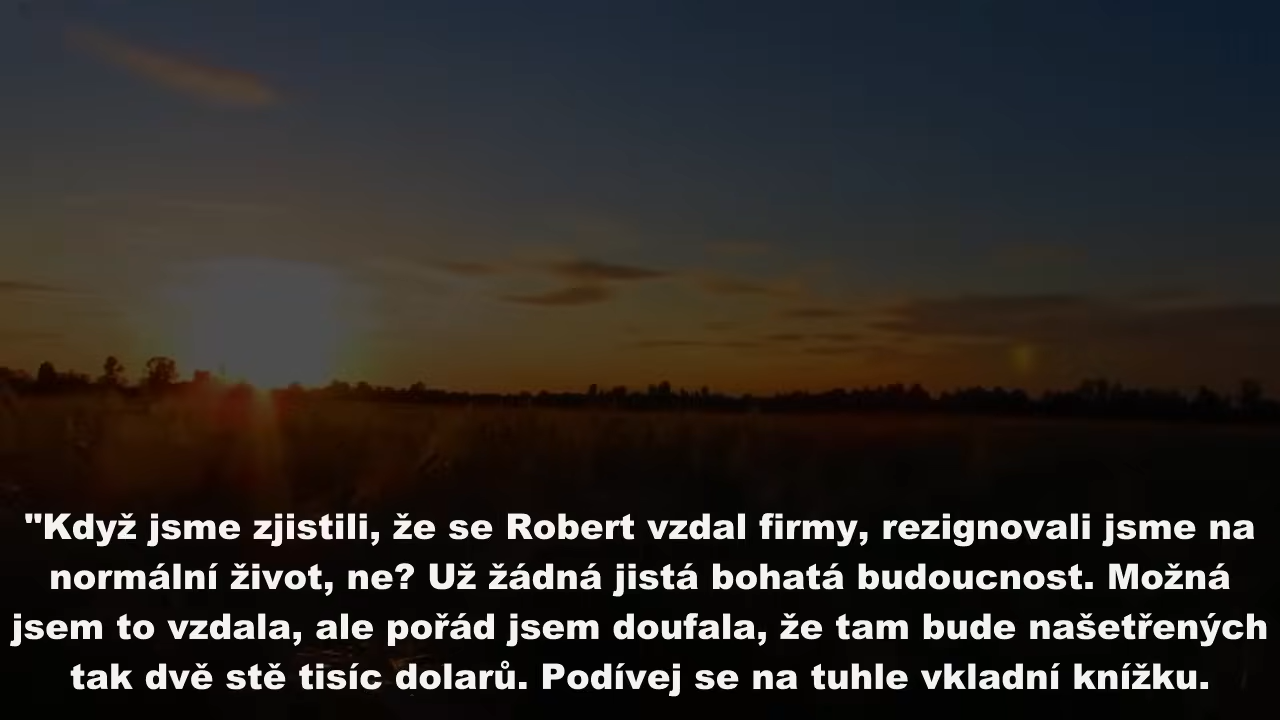 "Když jsme zjistili, že se Robert vzdal firmy, rezignovali jsme na
normální život, ne? Už žádná jistá bohatá budoucnost. Možná
jsem to vzdala, ale pořád jsem doufala, že tam bude našetřených
tak dvě stě tisíc dolarů. Podívej se na tuhle vkladní knížku.